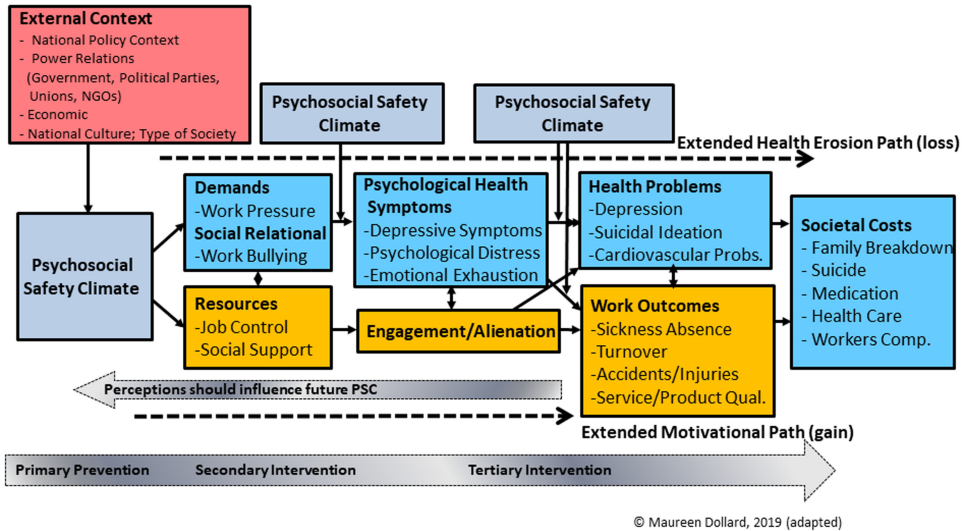 External Context
- National Policy Context
- Power Relations
(Government, Political Parties,
Unions, NGOs)
- Economic
- National Culture; Type of Society
Psychosocial Safety
Climate
Psychosocial Safety
Climate
Extended Health Erosion Path (loss)
Psychosocial
Safety Climate
Demands
-Work Pressure
Social Relational
-Work Bullying
Psychological Health
Symptoms
-Depressive Symptoms
-Psychological Distress
-Emotional Exhaustion
Health Problems
-Depression
-Suicidal Ideation
-Cardiovascular Probs.
Societal Costs
- Family Breakdown
- Suicide
- Medication
- Health Care
- Workers Comp.
Resources
-Job Control
-Social Support
Engagement/Alienation
Work Outcomes
-Sickness Absence
-Turnover
-Accidents/Injuries
-Service/Product Qual.
Perceptions should influence future PSC
Extended Motivational Path (gain)
Primary Prevention
Secondary Intervention
Tertiary Intervention
© Maureen Dollard, 2019 (adapted)